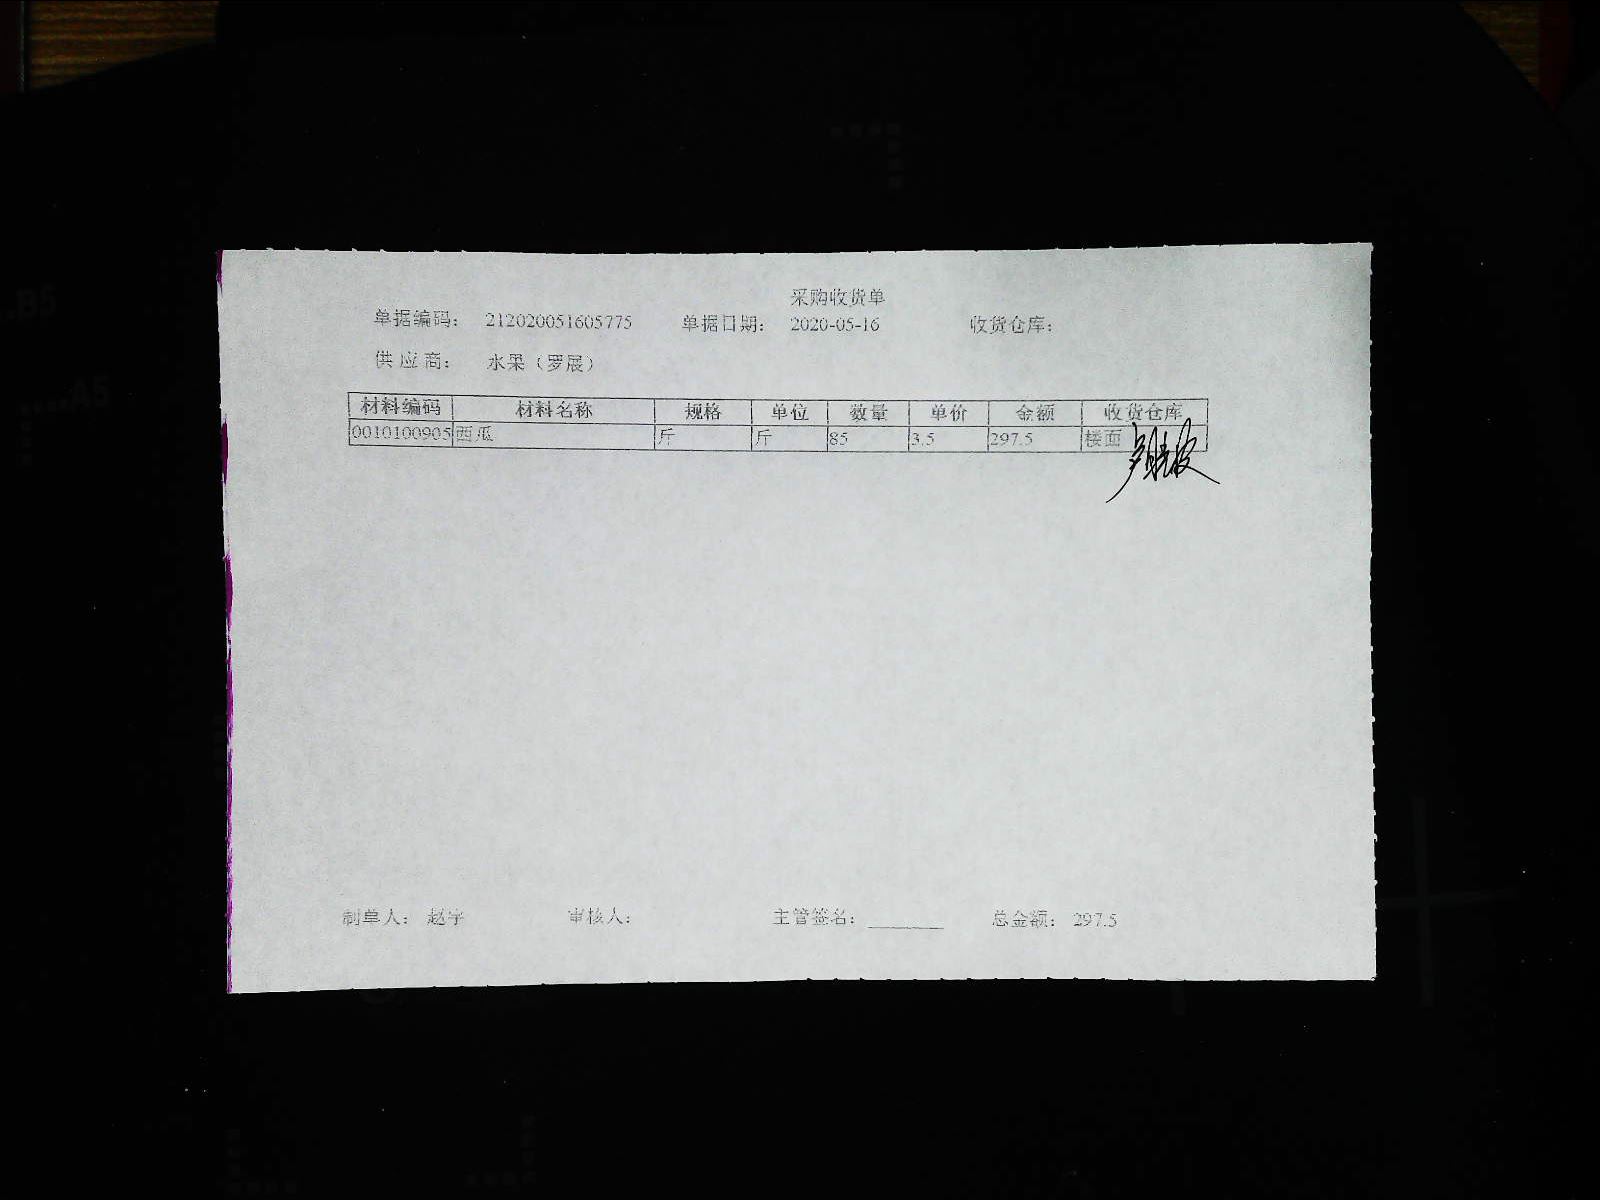 采购收货单
单据编码： 212020051605775 单据日期： 2020-05-16 收货仓库：
供 应 商： 水果（罗展）
材料编码 材料名称 规格 单位 数量 单价 金额 收货仓库
0010100905 西瓜 斤 斤 85 3.5 297.5 楼面
制单人： 赵宇 审核人： 主管签名： ________ 总金额： 297.5
B5
A5